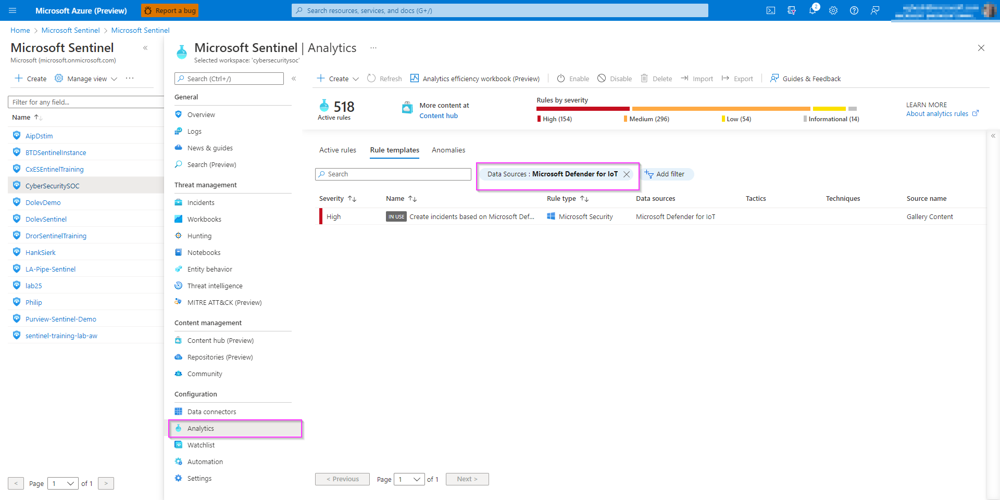 Microsoft Azure (Preview)
Report a bug
Search resources, services, and docs (G+/)
2
Home > Microsoft Sentinel > Microsoft Sentinel
Microsoft Sentinel
«
Microsoft (microsoft.onmicrosoft.com)
Create
Manage view
...
Filter for any field...
Name
AipDstim
BTDSentinelInstance
CxESEntinelTraining
CyberSecuritySOC
DolevDemo
DolevSentinel
DrorSentinelTraining
HankSierk
LA-Pipe-Sentinel
lab25
Philip
Purview-Sentinel-Demo
sentinel-training-lab-aw
< Page 1 of 1 >
Microsoft Sentinel | Analytics
...
Selected workspace: 'cybersecuritysoc'
Search (Ctrl+/)
«
General
Overview
Logs
News & guides
Search (Preview)
Threat management
Incidents
Workbooks
Hunting
Notebooks
Entity behavior
Threat intelligence
MITRE ATT&CK (Preview)
Content management
Content hub (Preview)
Repositories (Preview)
Community
Configuration
Data connectors
Analytics
Watchlist
Automation
Settings
Create
Refresh
Analytics efficiency workbook (Preview)
Enable
Disable
Delete
Import
Export
Guides & Feedback
518
Active rules
More content at
Content hub
Rules by severity
High (154)
Medium (296)
Low (54)
Informational (14)
LEARN MORE
About analytics rules
«
Active rules
Rule templates
Anomalies
Search
Data Sources : Microsoft Defender for IoT
Add filter
Severity
Name
Rule type
Data sources
Tactics
Techniques
Source name
High
IN USE
Create incidents based on Microsoft Def...
Microsoft Security
Microsoft Defender for IoT
Gallery Content
< Previous
Page 1 of 1
Next >